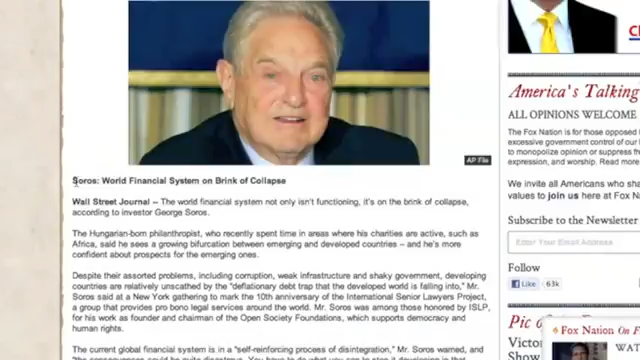 AP File
Soros: World Financial System on Brink of Collapse
Wall Street Journal – The world financial system not only isn't functioning, it's on the brink of collapse,
according to investor George Soros.
The Hungarian-born philanthropist, who recently spent time in areas where his charities are active, such as
Africa, said he sees a growing bifurcation between emerging and developed countries – and he's more
confident about prospects for the emerging ones.
Despite their assorted problems, including corruption, weak infrastructure and shaky government, developing
countries are relatively unscathed by the "deflationary debt trap that the developed world is falling into," Mr.
Soros said at a New York gathering to mark the 10th anniversary of the International Senior Lawyers Project,
a group that provides pro bono legal services around the world. Mr. Soros was among those honored by ISLP,
for his work as founder and chairman of the Open Society Foundations, which supports democracy and
human rights.
The current global financial system is in a "self-reinforcing process of disintegration," Mr. Soros warned, and
America's Talking
ALL OPINIONS WELCOME
The Fox Nation is for those opposed
excessive government control of our
to monopolize opinion or suppress fre
expression, and worship. Read more
We invite all Americans who sha
values to join us here at Fox N
Subscribe to the Newsletter
Enter Your Email
Follow
Like 63k
Pic of
Victor
Show
Fox Nation On F
WAT